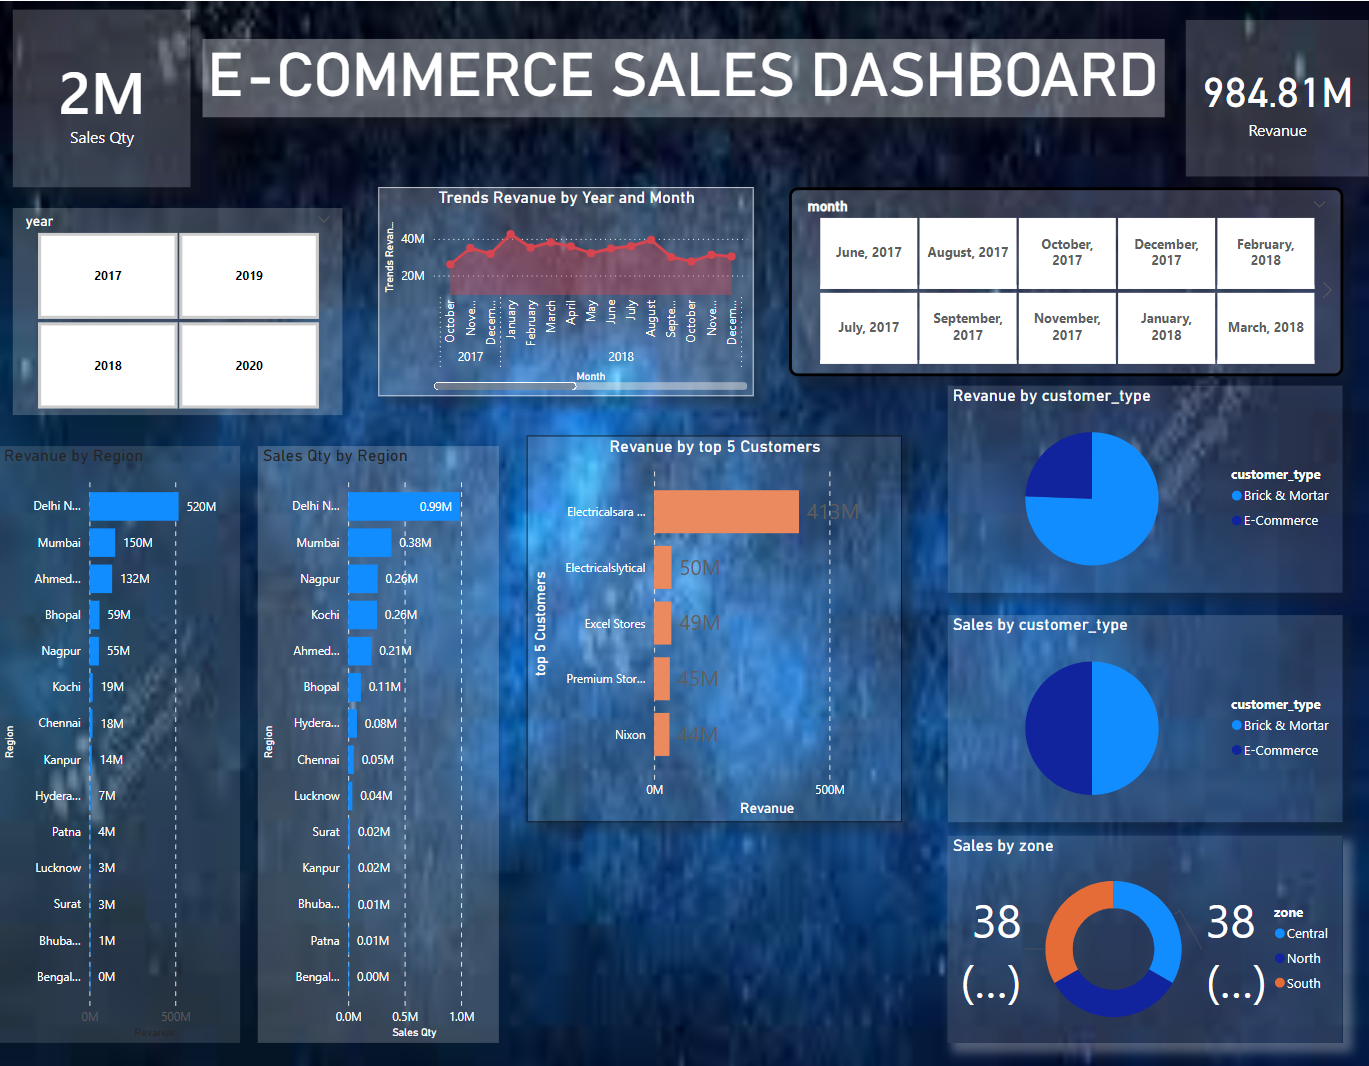 2M
Sales Qty
E-COMMERCE SALES DASHBOARD
984.81M
Revanue
year
2017
2019
2018
2020
Trends Revanue by Year and Month
Trends Revan...
40M
20M
October
Nove...
Decem...
January
February
March
April
May
June
July
August
Septe...
October
Nove...
Decem...
2017
2018
Month
month
June, 2017
August, 2017
October,
2017
December,
2017
February,
2018
July, 2017
September,
2017
November,
2017
January,
2018
March, 2018
Revanue by Region
Region
Delhi N...
520M
Mumbai
150M
Ahmed...
132M
Bhopal
59M
Nagpur
55M
Kochi
19M
Chennai
18M
Kanpur
14M
Hydera...
7M
Patna
4M
Lucknow
3M
Surat
3M
Bhuba...
1M
Bengal...
0M
0M
500M
Revanue
Sales Qty by Region
Region
Delhi N...
0.99M
Mumbai
0.38M
Nagpur
0.26M
Kochi
0.26M
Ahmed...
0.21M
Bhopal
0.11M
Hydera...
0.08M
Chennai
0.05M
Lucknow
0.04M
Surat
0.02M
Kanpur
0.02M
Bhuba...
0.01M
Patna
0.01M
Bengal...
0.00M
0.0M
0.5M
1.0M
Sales Qty
Revanue by top 5 Customers
top 5 Customers
Electricalsara ...
413M
Electricalslytical
50M
Excel Stores
49M
Premium Stor...
45M
Nixon
44M
0M
500M
Revanue
Revanue by customer_type
customer_type
Brick & Mortar
E-Commerce
Sales by customer_type
customer_type
Brick & Mortar
E-Commerce
Sales by zone
38
(...)
38
(...)
zone
Central
North
South